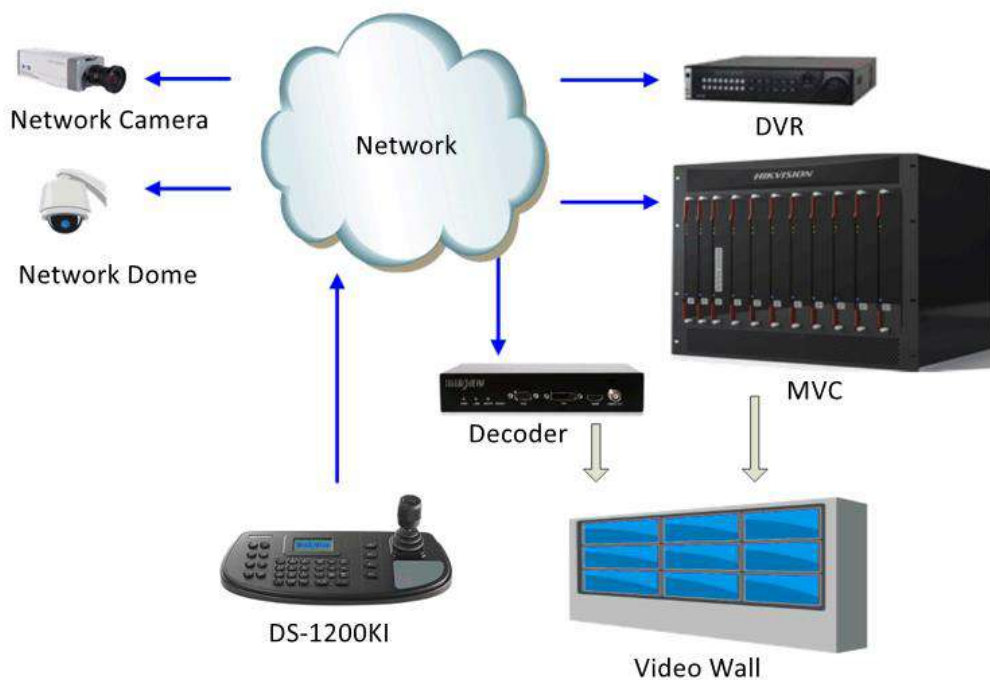 Network Camera
Network
DVR
HIKVISION
Network Dome
MVC
Decoder
DS-1200KI
Video Wall